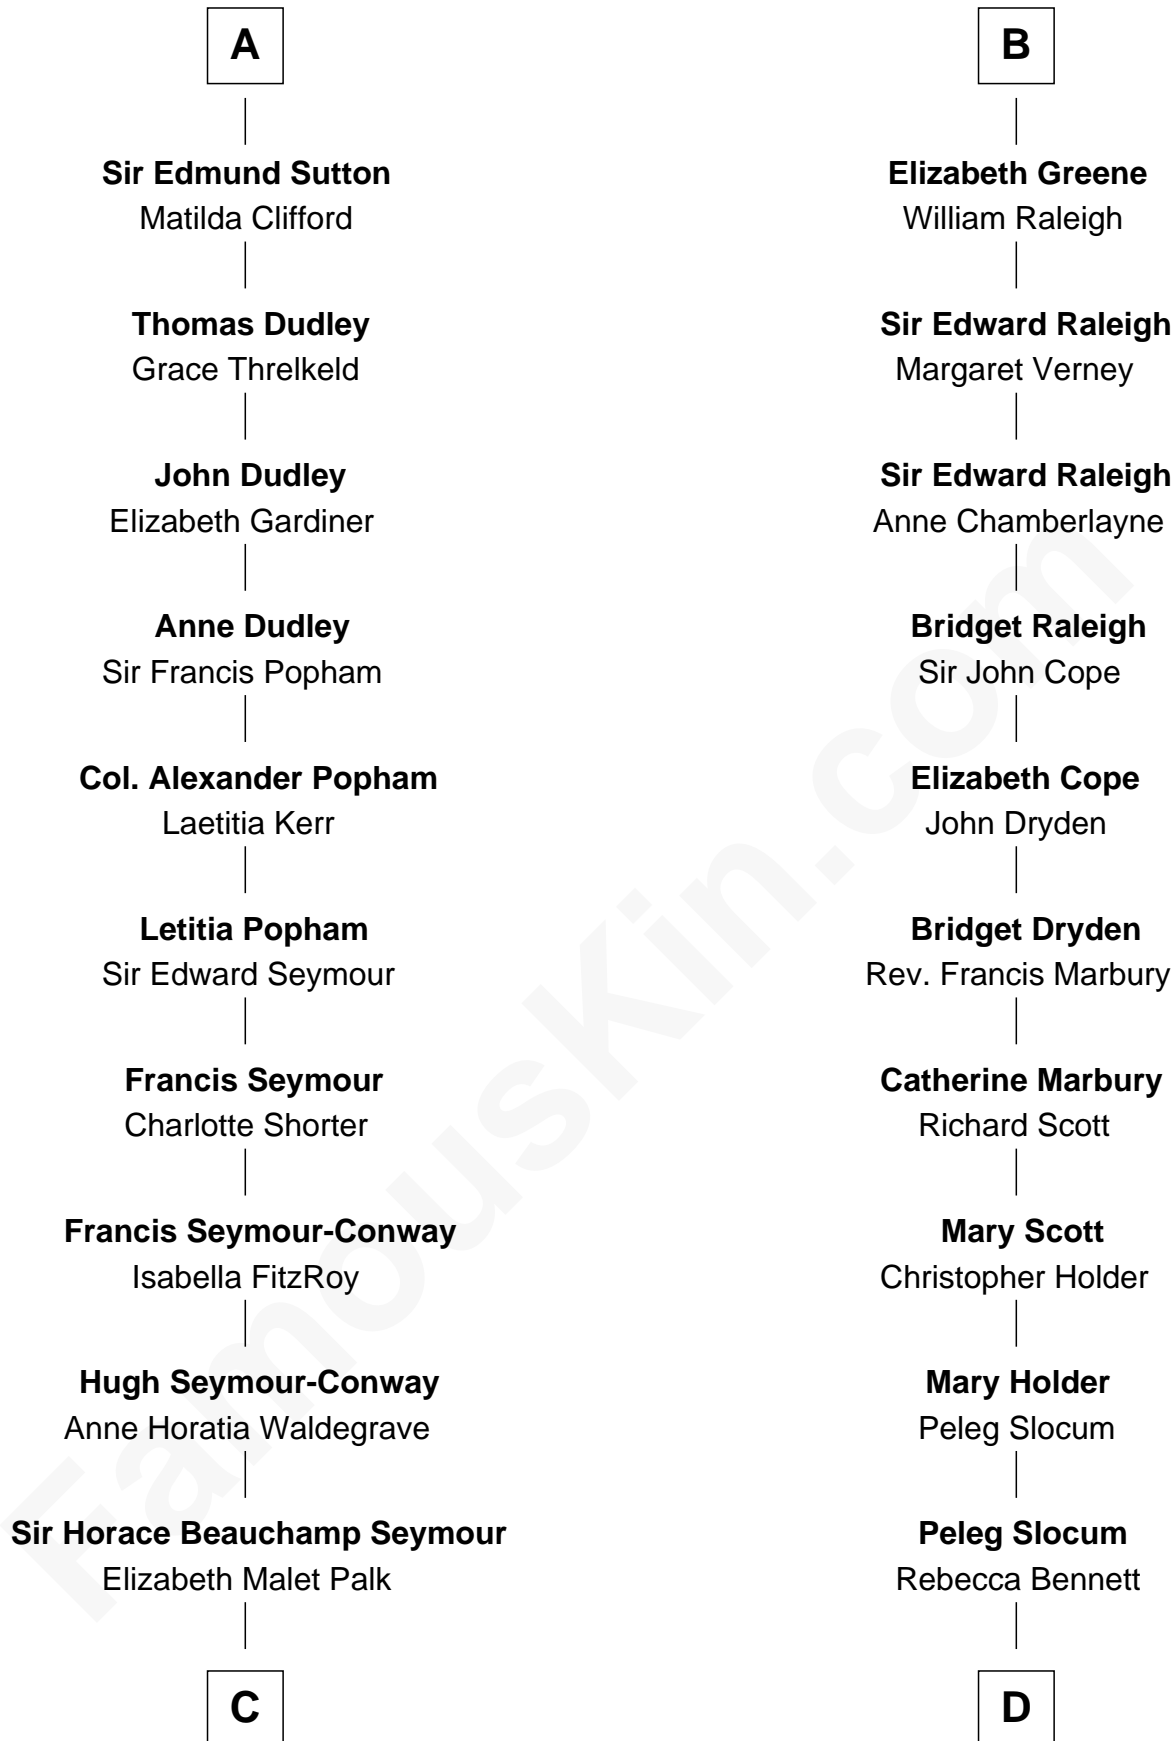 A
Sir Edmund Sutton
Matilda Clifford
Thomas Dudley
Grace Threlkeld
John Dudley
Elizabeth Gardiner
Anne Dudley
Sir Francis Popham
Col. Alexander Popham
Laetitia Kerr
Letitia Popham
Sir Edward Seymour
Francis Seymour
Charlotte Shorter
Francis Seymour-Conway
Isabella FitzRoy
Hugh Seymour-Conway
Anne Horatia Waldegrave
Sir Horace Beauchamp Seymour
Elizabeth Malet Palk
C
B
Elizabeth Greene
William Raleigh
Sir Edward Raleigh
Margaret Verney
Sir Edward Raleigh
Anne Chamberlayne
Bridget Raleigh
Sir John Cope
Elizabeth Cope
John Dryden
Bridget Dryden
Rev. Francis Marbury
Catherine Marbury
Richard Scott
Mary Scott
Christopher Holder
Mary Holder
Peleg Slocum
Peleg Slocum
Rebecca Bennett
D
FamousKin.com